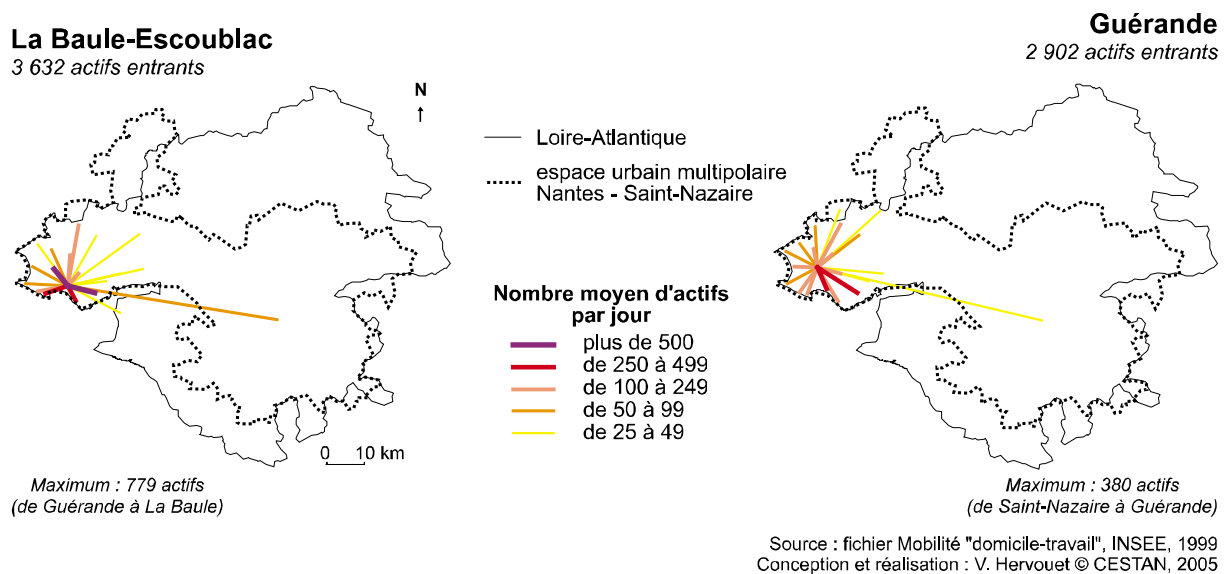 La Baule-Escoublac
3 632 actifs entrants
Guérande
2 902 actifs entrants
N
Loire-Atlantique
espace urbain multipolaire
Nantes - Saint-Nazaire
Nombre moyen d'actifs
par jour
plus de 500
de 250 à 499
de 100 à 249
de 50 à 99
de 25 à 49
0 10 km
Maximum : 779 actifs
(de Guérande à La Baule)
Maximum : 380 actifs
(de Saint-Nazaire à Guérande)
Source : fichier Mobilité "domicile-travail", INSEE, 1999
Conception et réalisation : V. Hervouet © CESTAN, 2005